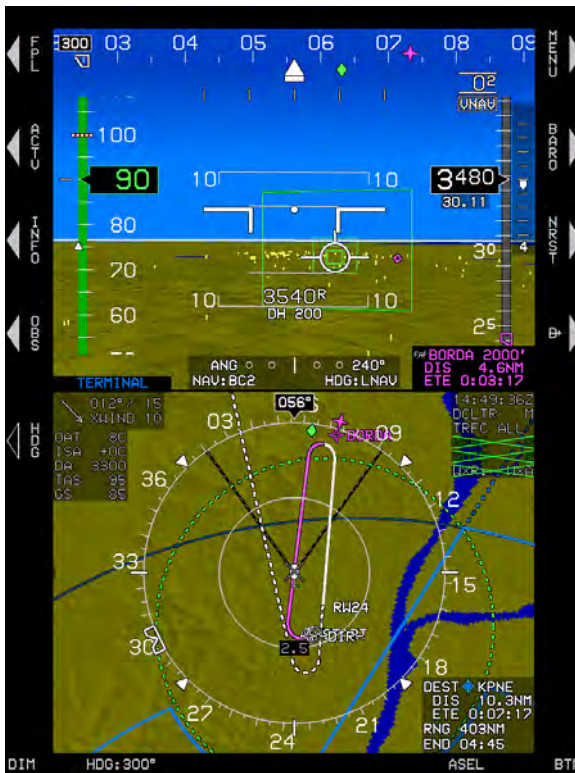 300 03 04 05 06 07 08 09
FPL
MENU
02
VNAV
100
ACTV
BARO
90
10 10
3480
30.11
80
INFO
NRST
4
30
70
10 3540R 10
DH 200
60
25
OBS
D
ANG 240°
NAV:BC2 HDG:LNAV
TERMINAL
FAF BORDA 2000'
DIS 4.6NM
ETE 0:03:17
012°/ 15
XWIND 10
056°
14:49:36Z
DCLTR M
TRFC ALL
HDG
OAT 8C
ISA +0C
DA 3300
TAS 95
GS 85
03
BORDA
09
36
12
33
15
RW24
30
2.5
18
27
24
21
DEST KPNE
DIS 10.3NM
ETE 0:07:17
RNG 403NM
END 04:45
DIM HDG:300° ASEL